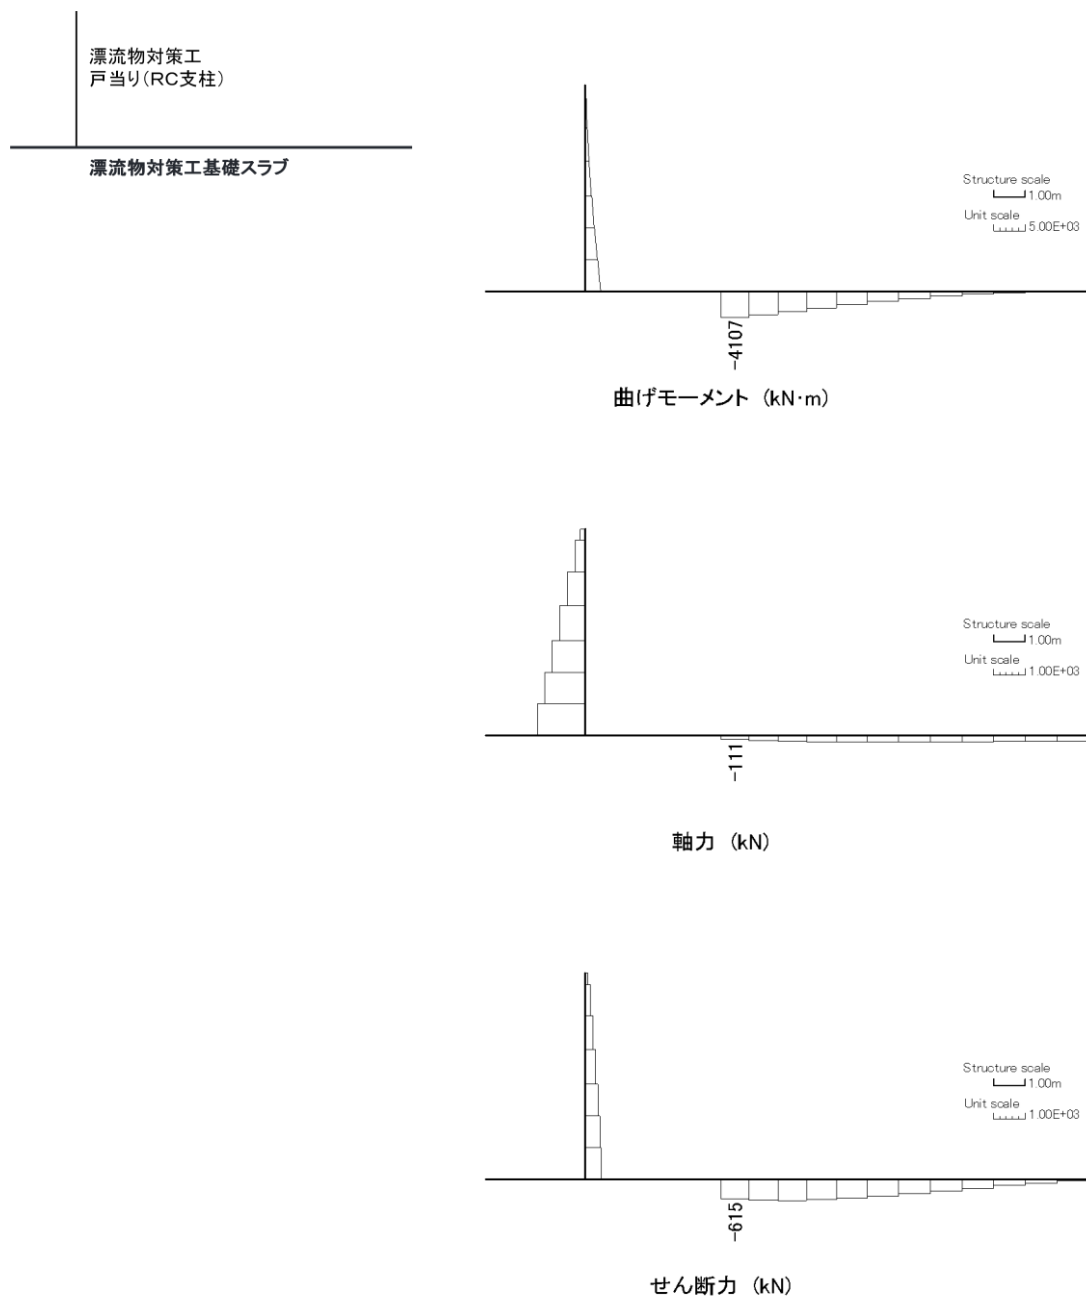 漂流物対策工
戸当り(RC支柱)
漂流物対策工基礎スラブ
Structure scale
1.00m
Unit scale
5.00E+03
-4107
曲げモーメント (kN·m)
Structure scale
1.00m
Unit scale
1.00E+03
-111
軸力 (kN)
Structure scale
1.00m
Unit scale
1.00E+03
-615
せん断力 (kN)